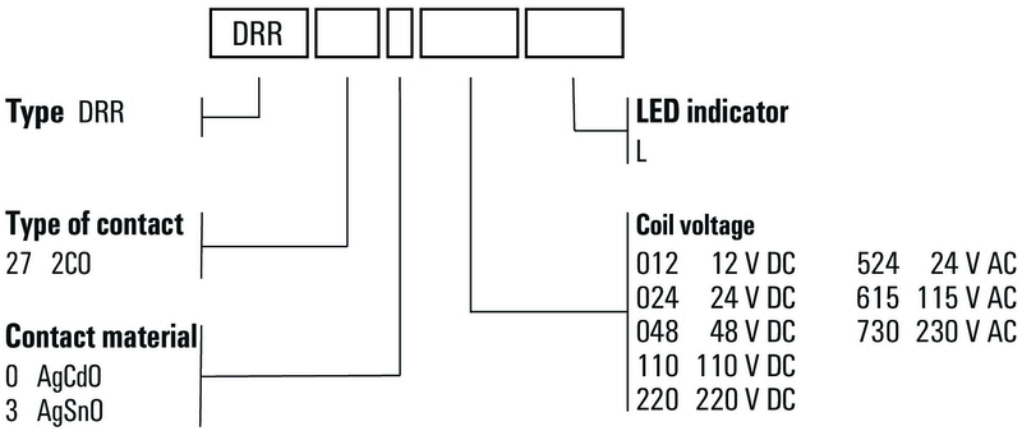 DRR
Type DRR
LED indicator
L
Type of contact
27 2CO
Contact material
0 AgCdO
3 AgSnO
Coil voltage
012 12 V DC 524 24 V AC
024 24 V DC 615 115 V AC
048 48 V DC 730 230 V AC
110 110 V DC
220 220 V DC